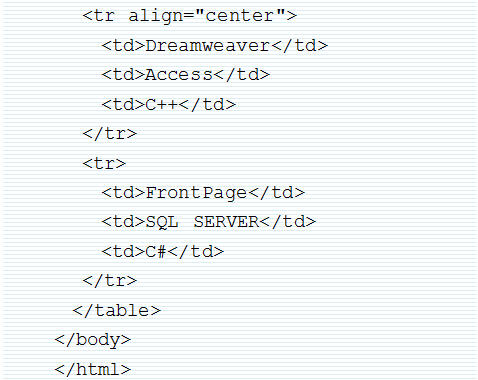 <tr align="center">
<td>Dreamweaver</td>
<td>Access</td>
<td>C++</td>
</tr>
<tr>
<td>FrontPage</td>
<td>SQL SERVER</td>
<td>C#</td>
</tr>
</table>
</body>
</html>